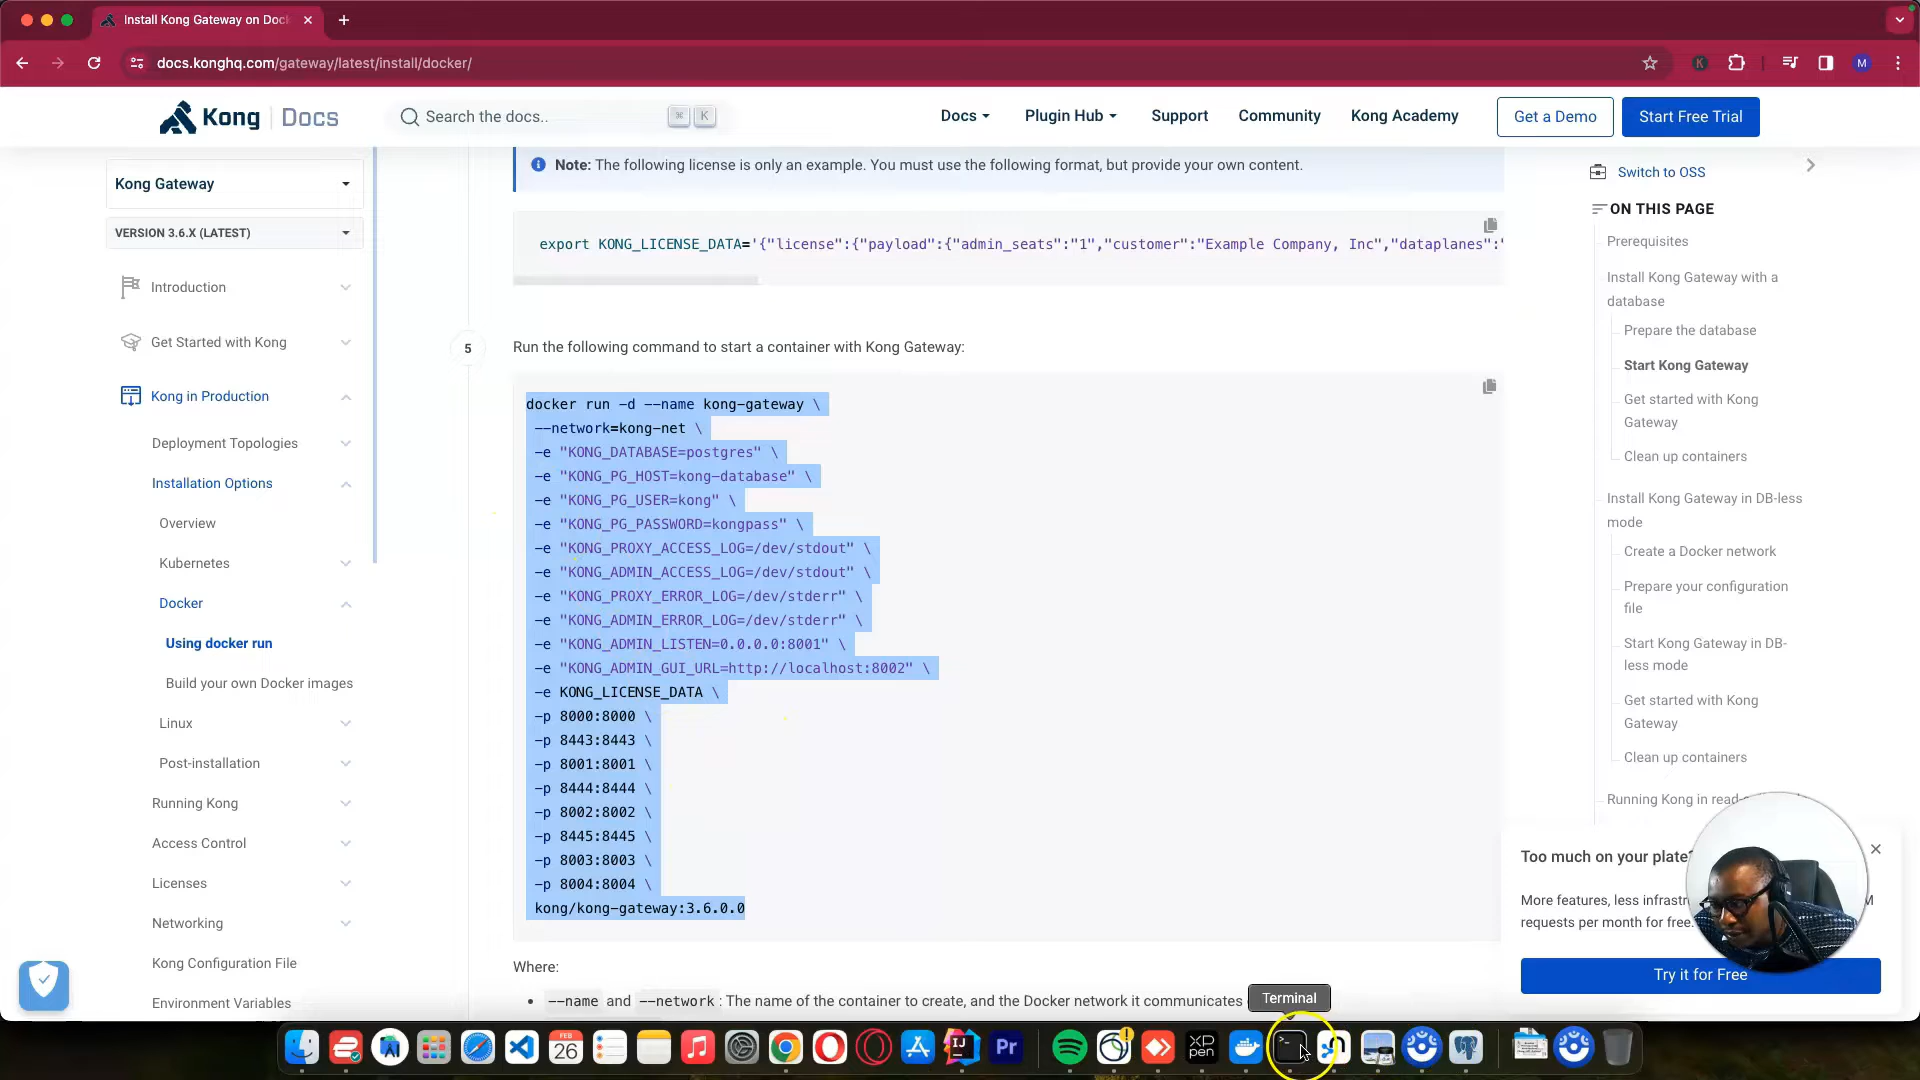 Install Kong Gateway on Doc
docs.konghq.com/gateway/latest/install/docker/
M
Kong Docs
Search the docs..
⌘ K
Docs
Plugin Hub
Support
Community
Kong Academy
Get a Demo
Start Free Trial
Kong Gateway
VERSION 3.6.X (LATEST)
Introduction
Get Started with Kong
Kong in Production
Deployment Topologies
Installation Options
Overview
Kubernetes
Docker
Using docker run
Build your own Docker images
Linux
Post-installation
Running Kong
Access Control
Licenses
Networking
Kong Configuration File
Environment Variables
Note: The following license is only an example. You must use the following format, but provide your own content.
export KONG_LICENSE_DATA='{"license":{"payload":{"admin_seats":"1","customer":"Example Company, Inc","dataplanes":"
5
Run the following command to start a container with Kong Gateway:
docker run -d --name kong-gateway \
--network=kong-net \
-e "KONG_DATABASE=postgres" \
-e "KONG_PG_HOST=kong-database" \
-e "KONG_PG_USER=kong" \
-e "KONG_PG_PASSWORD=kongpass" \
-e "KONG_PROXY_ACCESS_LOG=/dev/stdout" \
-e "KONG_ADMIN_ACCESS_LOG=/dev/stdout" \
-e "KONG_PROXY_ERROR_LOG=/dev/stderr" \
-e "KONG_ADMIN_ERROR_LOG=/dev/stderr" \
-e "KONG_ADMIN_LISTEN=0.0.0.0:8001" \
-e "KONG_ADMIN_GUI_URL=http://localhost:8002" \
-e KONG_LICENSE_DATA \
-p 8000:8000 \
-p 8443:8443 \
-p 8001:8001 \
-p 8444:8444 \
-p 8002:8002 \
-p 8445:8445 \
-p 8003:8003 \
-p 8004:8004 \
kong/kong-gateway:3.6.0.0
Where:
• --name and --network: The name of the container to create, and the Docker network it communicates
Switch to OSS
ON THIS PAGE
Prerequisites
Install Kong Gateway with a
database
Prepare the database
Start Kong Gateway
Get started with Kong
Gateway
Clean up containers
Install Kong Gateway in DB-less
mode
Create a Docker network
Prepare your configuration
file
Start Kong Gateway in DB-
less mode
Get started with Kong
Gateway
Clean up containers
Running Kong in read-
Too much on your plate?
More features, less infrastr
requests per month for free.
Try it for Free
Terminal
FEB
26
IJ
Pr
XP
PEN